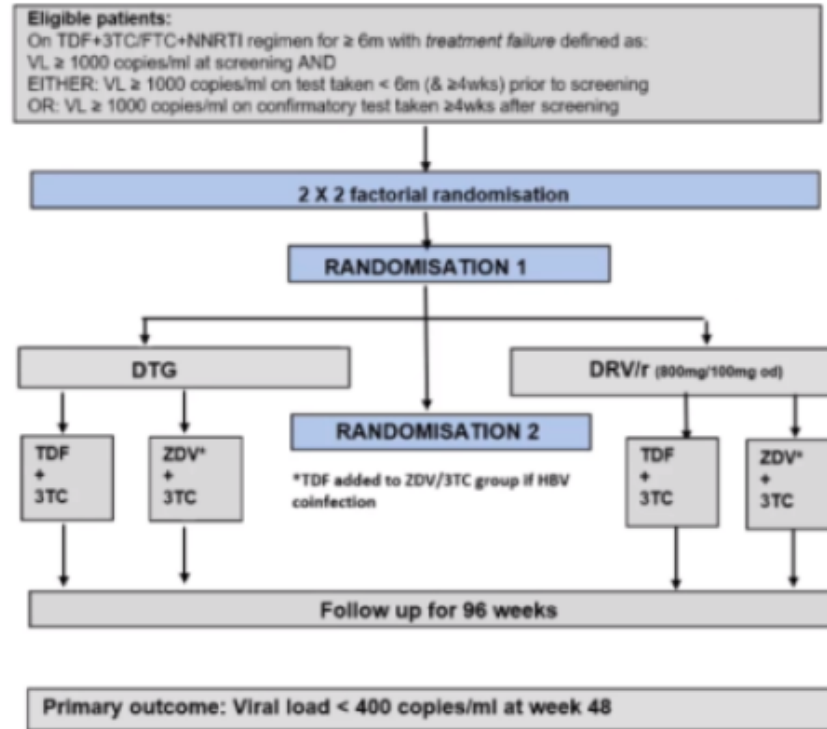 Eligible patients:
On TDF+3TC/FTC+NNRTI regimen for ≥ 6m with treatment failure defined as:
VL ≥ 1000 copies/ml at screening AND
EITHER: VL ≥ 1000 copies/ml on test taken < 6m (& ≥4wks) prior to screening
OR: VL ≥ 1000 copies/ml on confirmatory test taken ≥4wks after screening
2 X 2 factorial randomisation
RANDOMISATION 1
DTG
DRV/r (800mg/100mg od)
RANDOMISATION 2
TDF
+
3TC
ZDV*
+
3TC
*TDF added to ZDV/3TC group if HBV
coinfection
TDF
+
3TC
ZDV*
+
3TC
Follow up for 96 weeks
Primary outcome: Viral load < 400 copies/ml at week 48